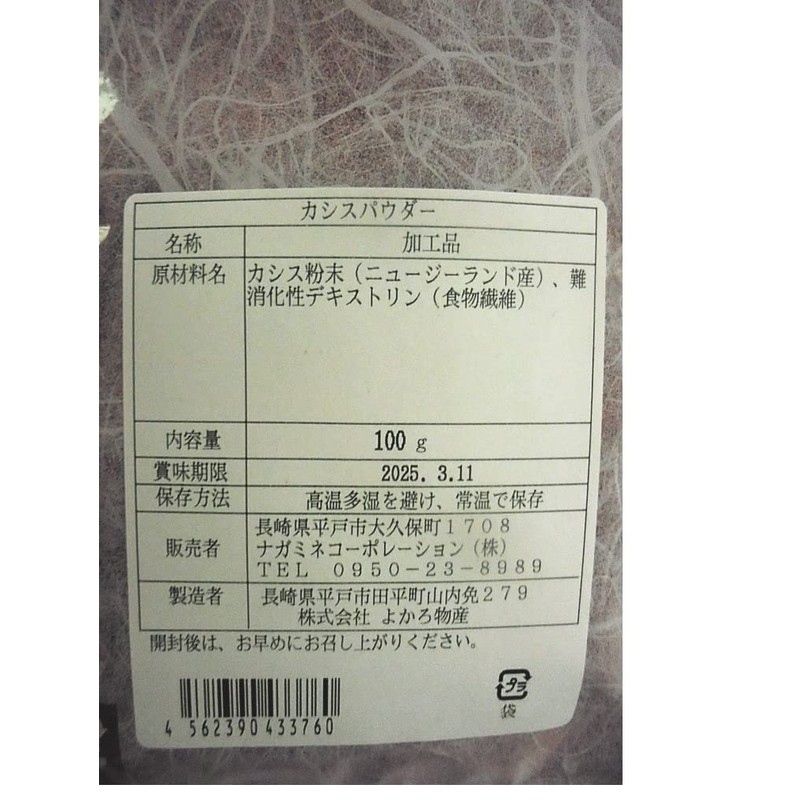 カシスパウダー
名称 加工品
原材料名 カシス粉末（ニュージーランド産）、難
消化性デキストリン（食物繊維）
内容量 100 g
賞味期限 2025. 3.11
保存方法 高温多湿を避け、常温で保存
販売者 長崎県平戸市大久保町１７０８
ナガミネコーポレーション（株）
ＴＥＬ ０９５０－２３－８９８９
製造者 長崎県平戸市田平町山内免２７９
株式会社 よかろ物産
開封後は、お早めにお召し上がりください。
プラ
袋
4 562390 433760